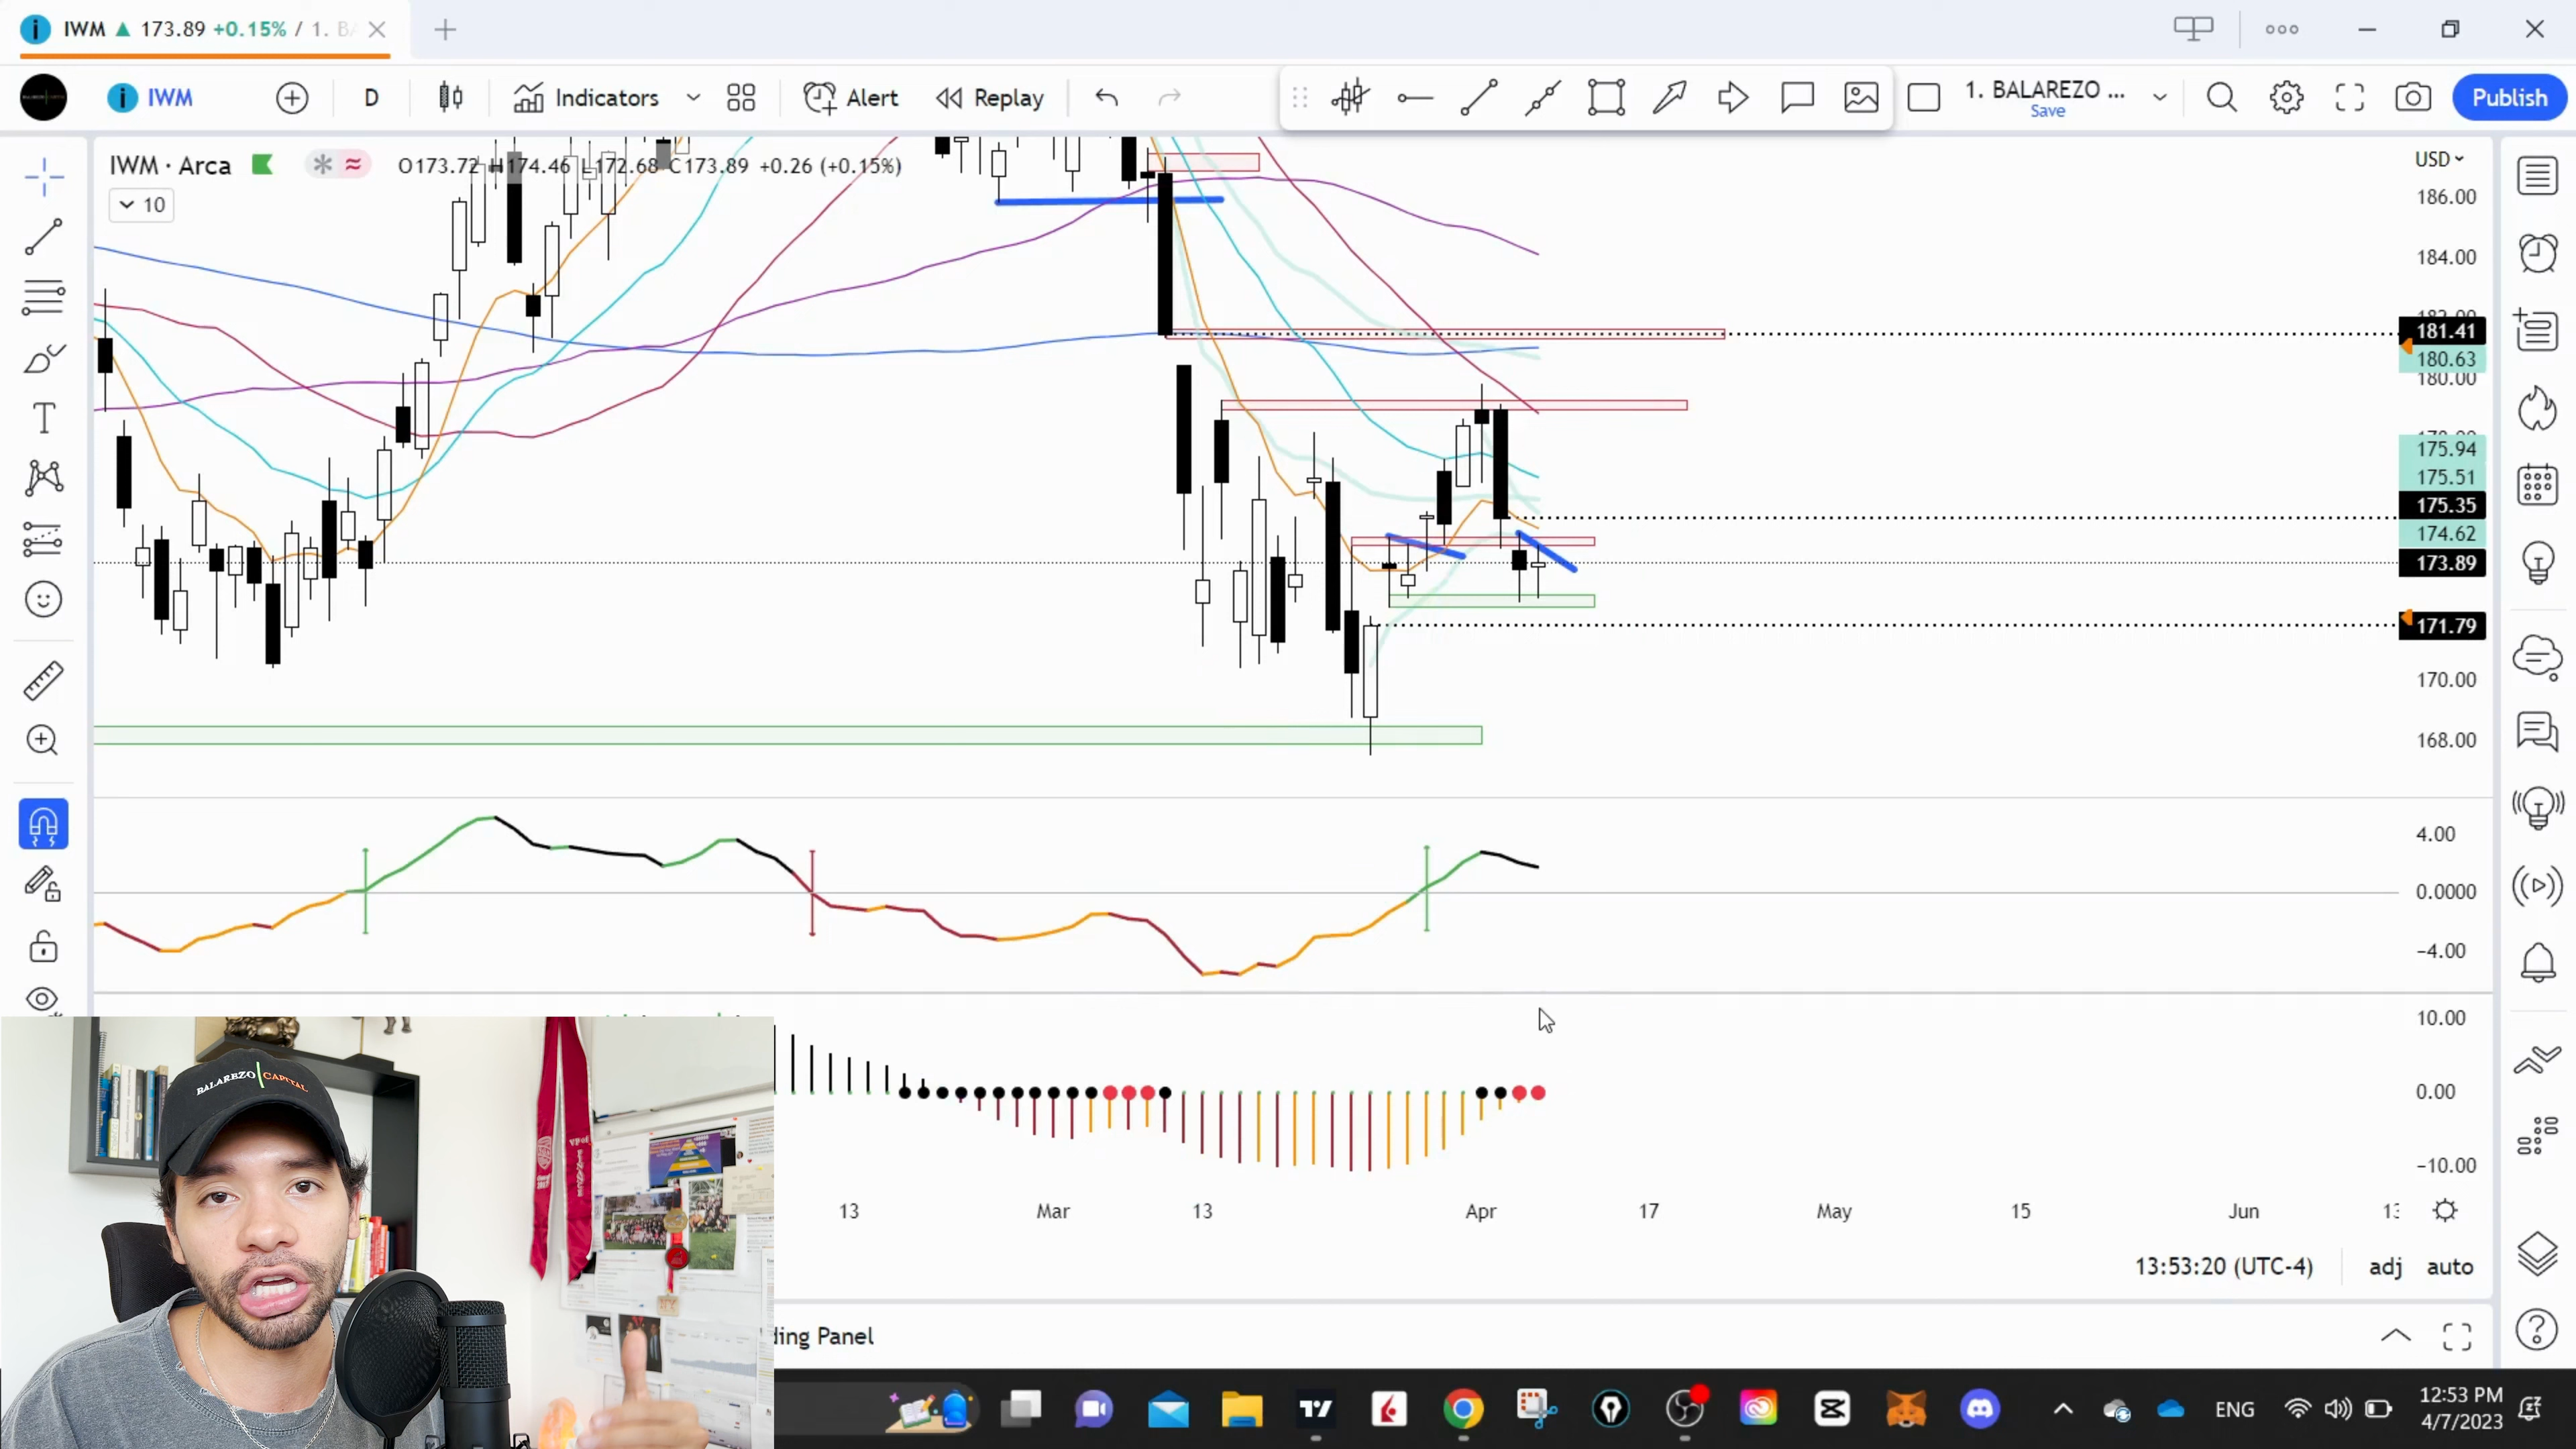 IWM ▲ 173.89 +0.15% / 1. BA
IWM
D
Indicators
Alert
Replay
1. BALAREZO ...
Save
Publish
IWM · Arca
O173.72 H174.46 L172.68 C173.89 +0.26 (+0.15%)
10
USD
186.00
184.00
181.41
180.63
180.00
175.94
175.51
175.35
174.62
173.89
171.79
170.00
168.00
4.00
0.0000
−4.00
10.00
0.00
−10.00
13
Mar
13
Apr
17
May
15
Jun
13:53:20 (UTC-4)
adj
auto
BALAREZO CAPITAL
ding Panel
ENG
12:53 PM
4/7/2023